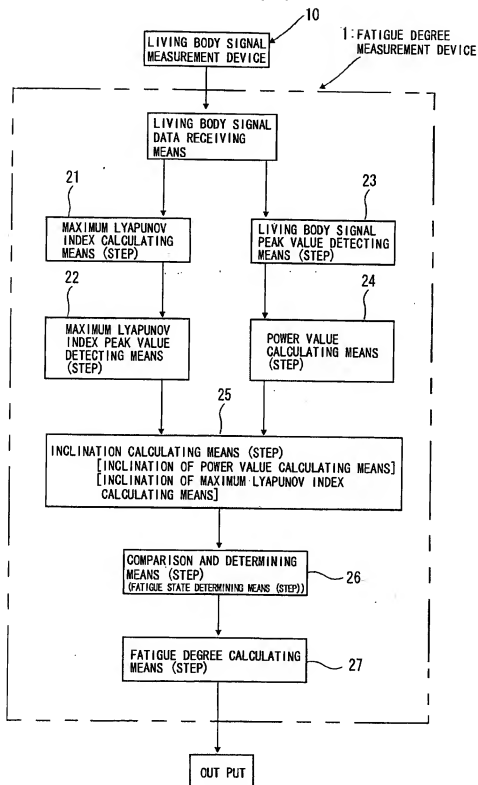 10
LIVING BODY SIGNAL
MEASUREMENT DEVICE
1: FATIGUE DEGREE
MEASUREMENT DEVICE
LIVING BODY SIGNAL
DATA RECEIVING
MEANS
21
MAXIMUM LYAPUNOV
INDEX CALCULATING
MEANS (STEP)
23
LIVING BODY SIGNAL
PEAK VALUE DETECTING
MEANS (STEP)
22
MAXIMUM LYAPUNOV
INDEX PEAK VALUE
DETECTING MEANS
(STEP)
24
POWER VALUE
CALCULATING MEANS
(STEP)
25
INCLINATION CALCULATING MEANS (STEP)
[INCLINATION OF POWER VALUE CALCULATING MEANS]
[INCLINATION OF MAXIMUM LYAPUNOV INDEX
CALCULATING MEANS]
COMPARISON AND DETERMINING
MEANS (STEP)
(FATIGUE STATE DETERMINING MEANS (STEP))
26
FATIGUE DEGREE CALCULATING
MEANS (STEP)
27
OUT PUT